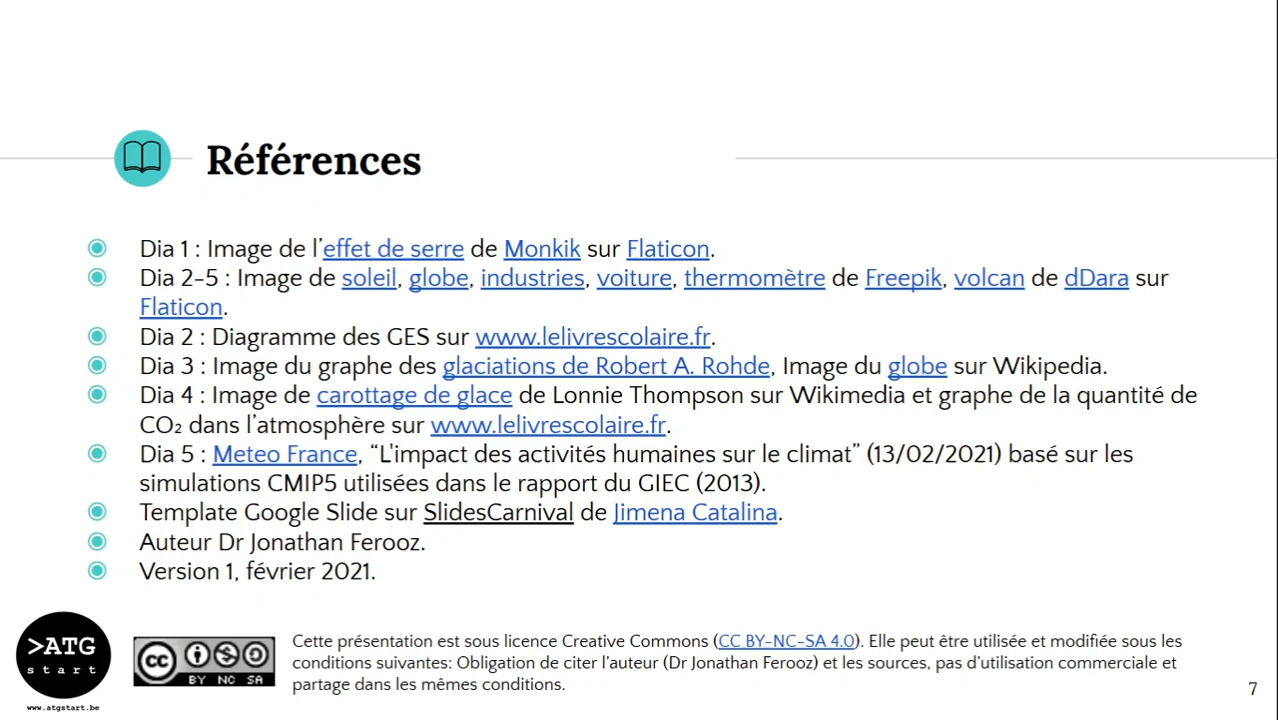 Références
Dia 1 : Image de l’effet de serre de Monkik sur Flaticon.
Dia 2-5 : Image de soleil, globe, industries, voiture, thermomètre de Freepik, volcan de dDara sur
Flaticon.
Dia 2 : Diagramme des GES sur www.lelivrescolaire.fr.
Dia 3 : Image du graphe des glaciations de Robert A. Rohde, Image du globe sur Wikipedia.
Dia 4 : Image de carottage de glace de Lonnie Thompson sur Wikimedia et graphe de la quantité de
CO₂ dans l’atmosphère sur www.lelivrescolaire.fr.
Dia 5 : Meteo France, “L'impact des activités humaines sur le climat” (13/02/2021) basé sur les
simulations CMIP5 utilisées dans le rapport du GIEC (2013).
Template Google Slide sur SlidesCarnival de Jimena Catalina.
Auteur Dr Jonathan Ferooz.
Version 1, février 2021.
>ATG
start
www.atgstart.be
cc
BY NC SA
Cette présentation est sous licence Creative Commons (CC BY-NC-SA 4.0). Elle peut être utilisée et modifiée sous les
conditions suivantes: Obligation de citer l’auteur (Dr Jonathan Ferooz) et les sources, pas d’utilisation commerciale et
partage dans les mêmes conditions.
7